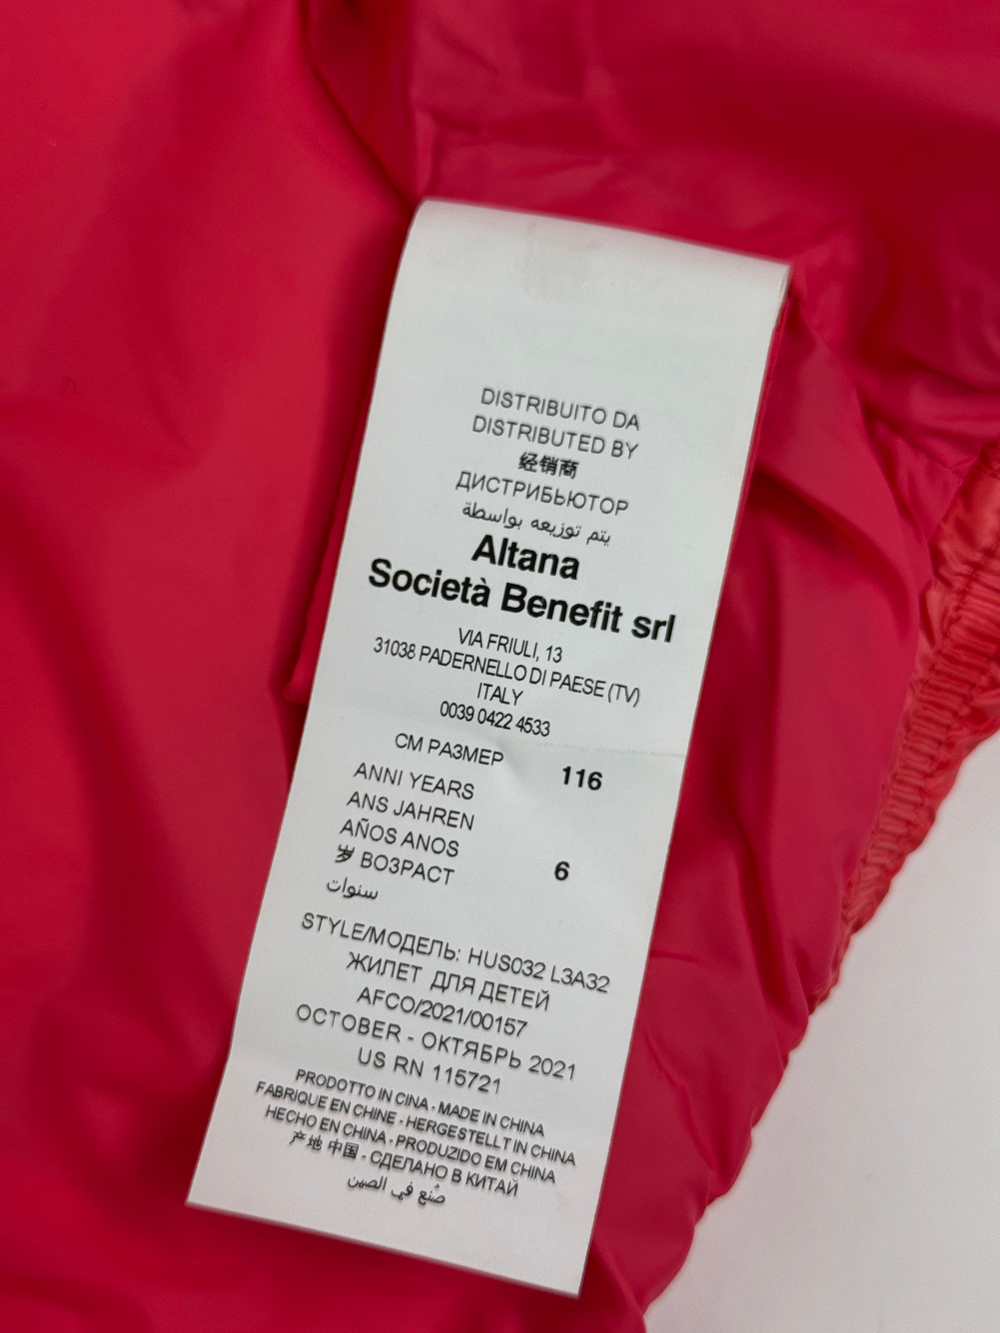 DISTRIBUITO DA
DISTRIBUTED BY
经销商
ДИСТРИБЬЮТОР
يتم توزيعه بواسطة
Altana
Società Benefit srl
VIA FRIULI, 13
31038 PADERNELLO DI PAESE (TV)
ITALY
0039 0422 4533
CM PA3MEP 116
ANNI YEARS
ANS JAHREN
AÑOS ANOS 6
岁 ВОЗРАСТ
سنوات
STYLE/МОДЕЛЬ: HUS032 L3A32
ЖИЛЕТ ДЛЯ ДЕТЕЙ
AFCO/2021/00157
OCTOBER - ОКТЯБРЬ 2021
US RN 115721
PRODOTTO IN CINA - MADE IN CHINA
FABRIQUE EN CHINE - HERGESTELLT IN CHINA
HECHO EN CHINA - PRODUZIDO EM CHINA
产地 中国 - СДЕЛАНО В КИТАЙ
صُنع في الصين